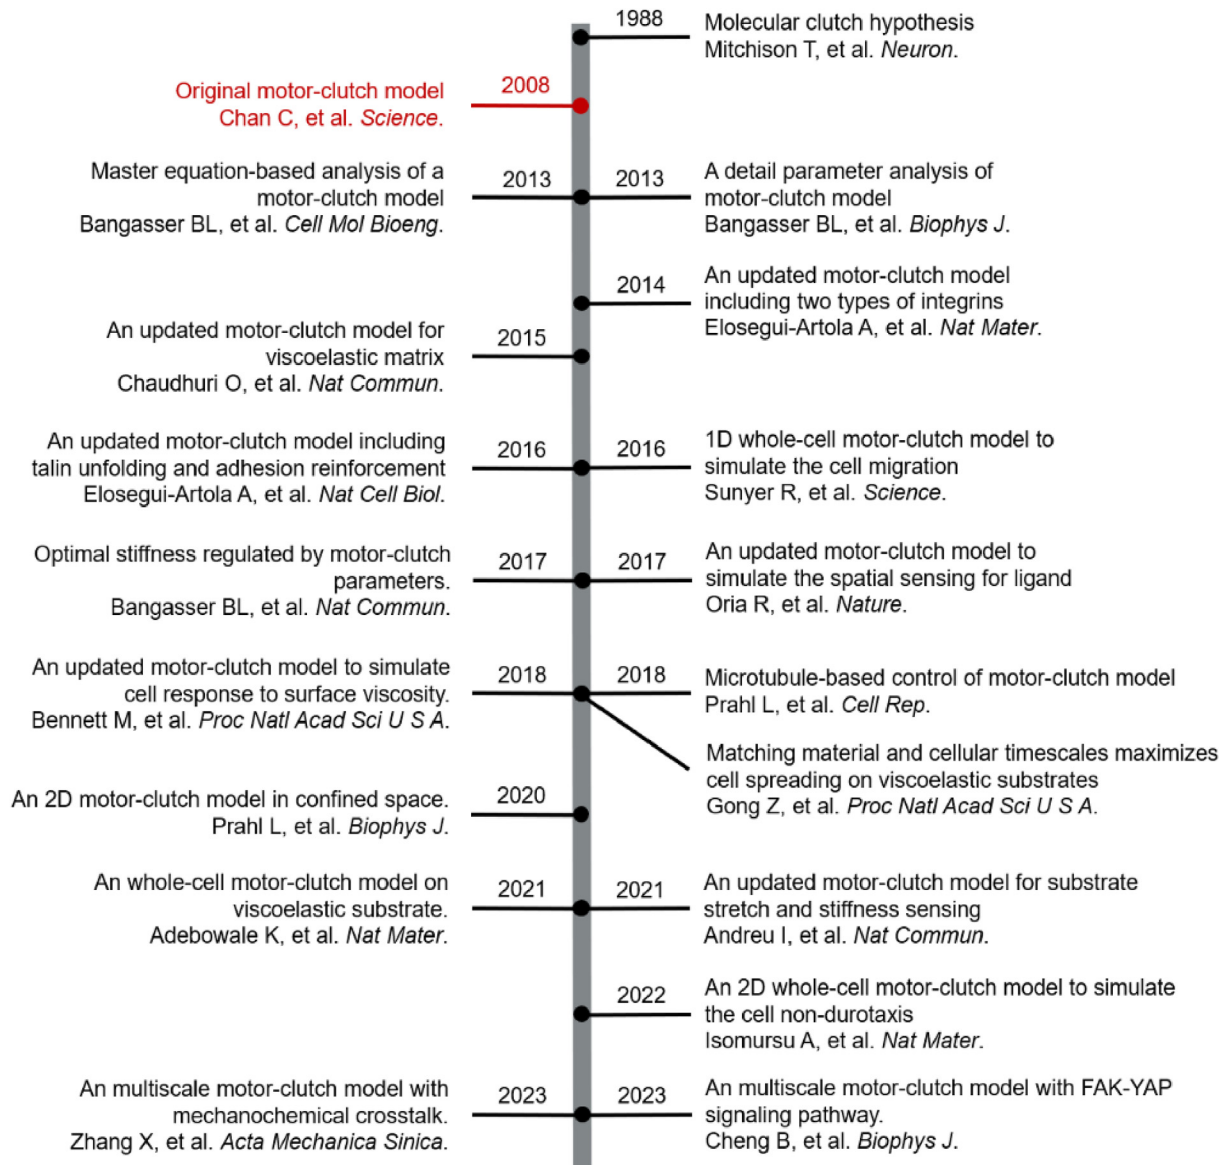 1988
Molecular clutch hypothesis
Mitchison T, et al. Neuron.
Original motor-clutch model
Chan C, et al. Science.
2008
Master equation-based analysis of a
motor-clutch model
Bangasser BL, et al. Cell Mol Bioeng.
2013
2013
A detail parameter analysis of
motor-clutch model
Bangasser BL, et al. Biophys J.
2014
An updated motor-clutch model
including two types of integrins
Elosegui-Artola A, et al. Nat Mater.
An updated motor-clutch model for
viscoelastic matrix
Chaudhuri O, et al. Nat Commun.
2015
An updated motor-clutch model including
talin unfolding and adhesion reinforcement
Elosegui-Artola A, et al. Nat Cell Biol.
2016
2016
1D whole-cell motor-clutch model to
simulate the cell migration
Sunyer R, et al. Science.
Optimal stiffness regulated by motor-clutch
parameters.
Bangasser BL, et al. Nat Commun.
2017
2017
An updated motor-clutch model to
simulate the spatial sensing for ligand
Oria R, et al. Nature.
An updated motor-clutch model to simulate
cell response to surface viscosity.
Bennett M, et al. Proc Natl Acad Sci U S A.
2018
2018
Microtubule-based control of motor-clutch model
Prahl L, et al. Cell Rep.
Matching material and cellular timescales maximizes
cell spreading on viscoelastic substrates
Gong Z, et al. Proc Natl Acad Sci U S A.
An 2D motor-clutch model in confined space.
Prahl L, et al. Biophys J.
2020
An whole-cell motor-clutch model on
viscoelastic substrate.
Adebowale K, et al. Nat Mater.
2021
2021
An updated motor-clutch model for substrate
stretch and stiffness sensing
Andreu I, et al. Nat Commun.
2022
An 2D whole-cell motor-clutch model to simulate
the cell non-durotaxis
Isomursu A, et al. Nat Mater.
An multiscale motor-clutch model with
mechanochemical crosstalk.
Zhang X, et al. Acta Mechanica Sinica.
2023
2023
An multiscale motor-clutch model with FAK-YAP
signaling pathway.
Cheng B, et al. Biophys J.